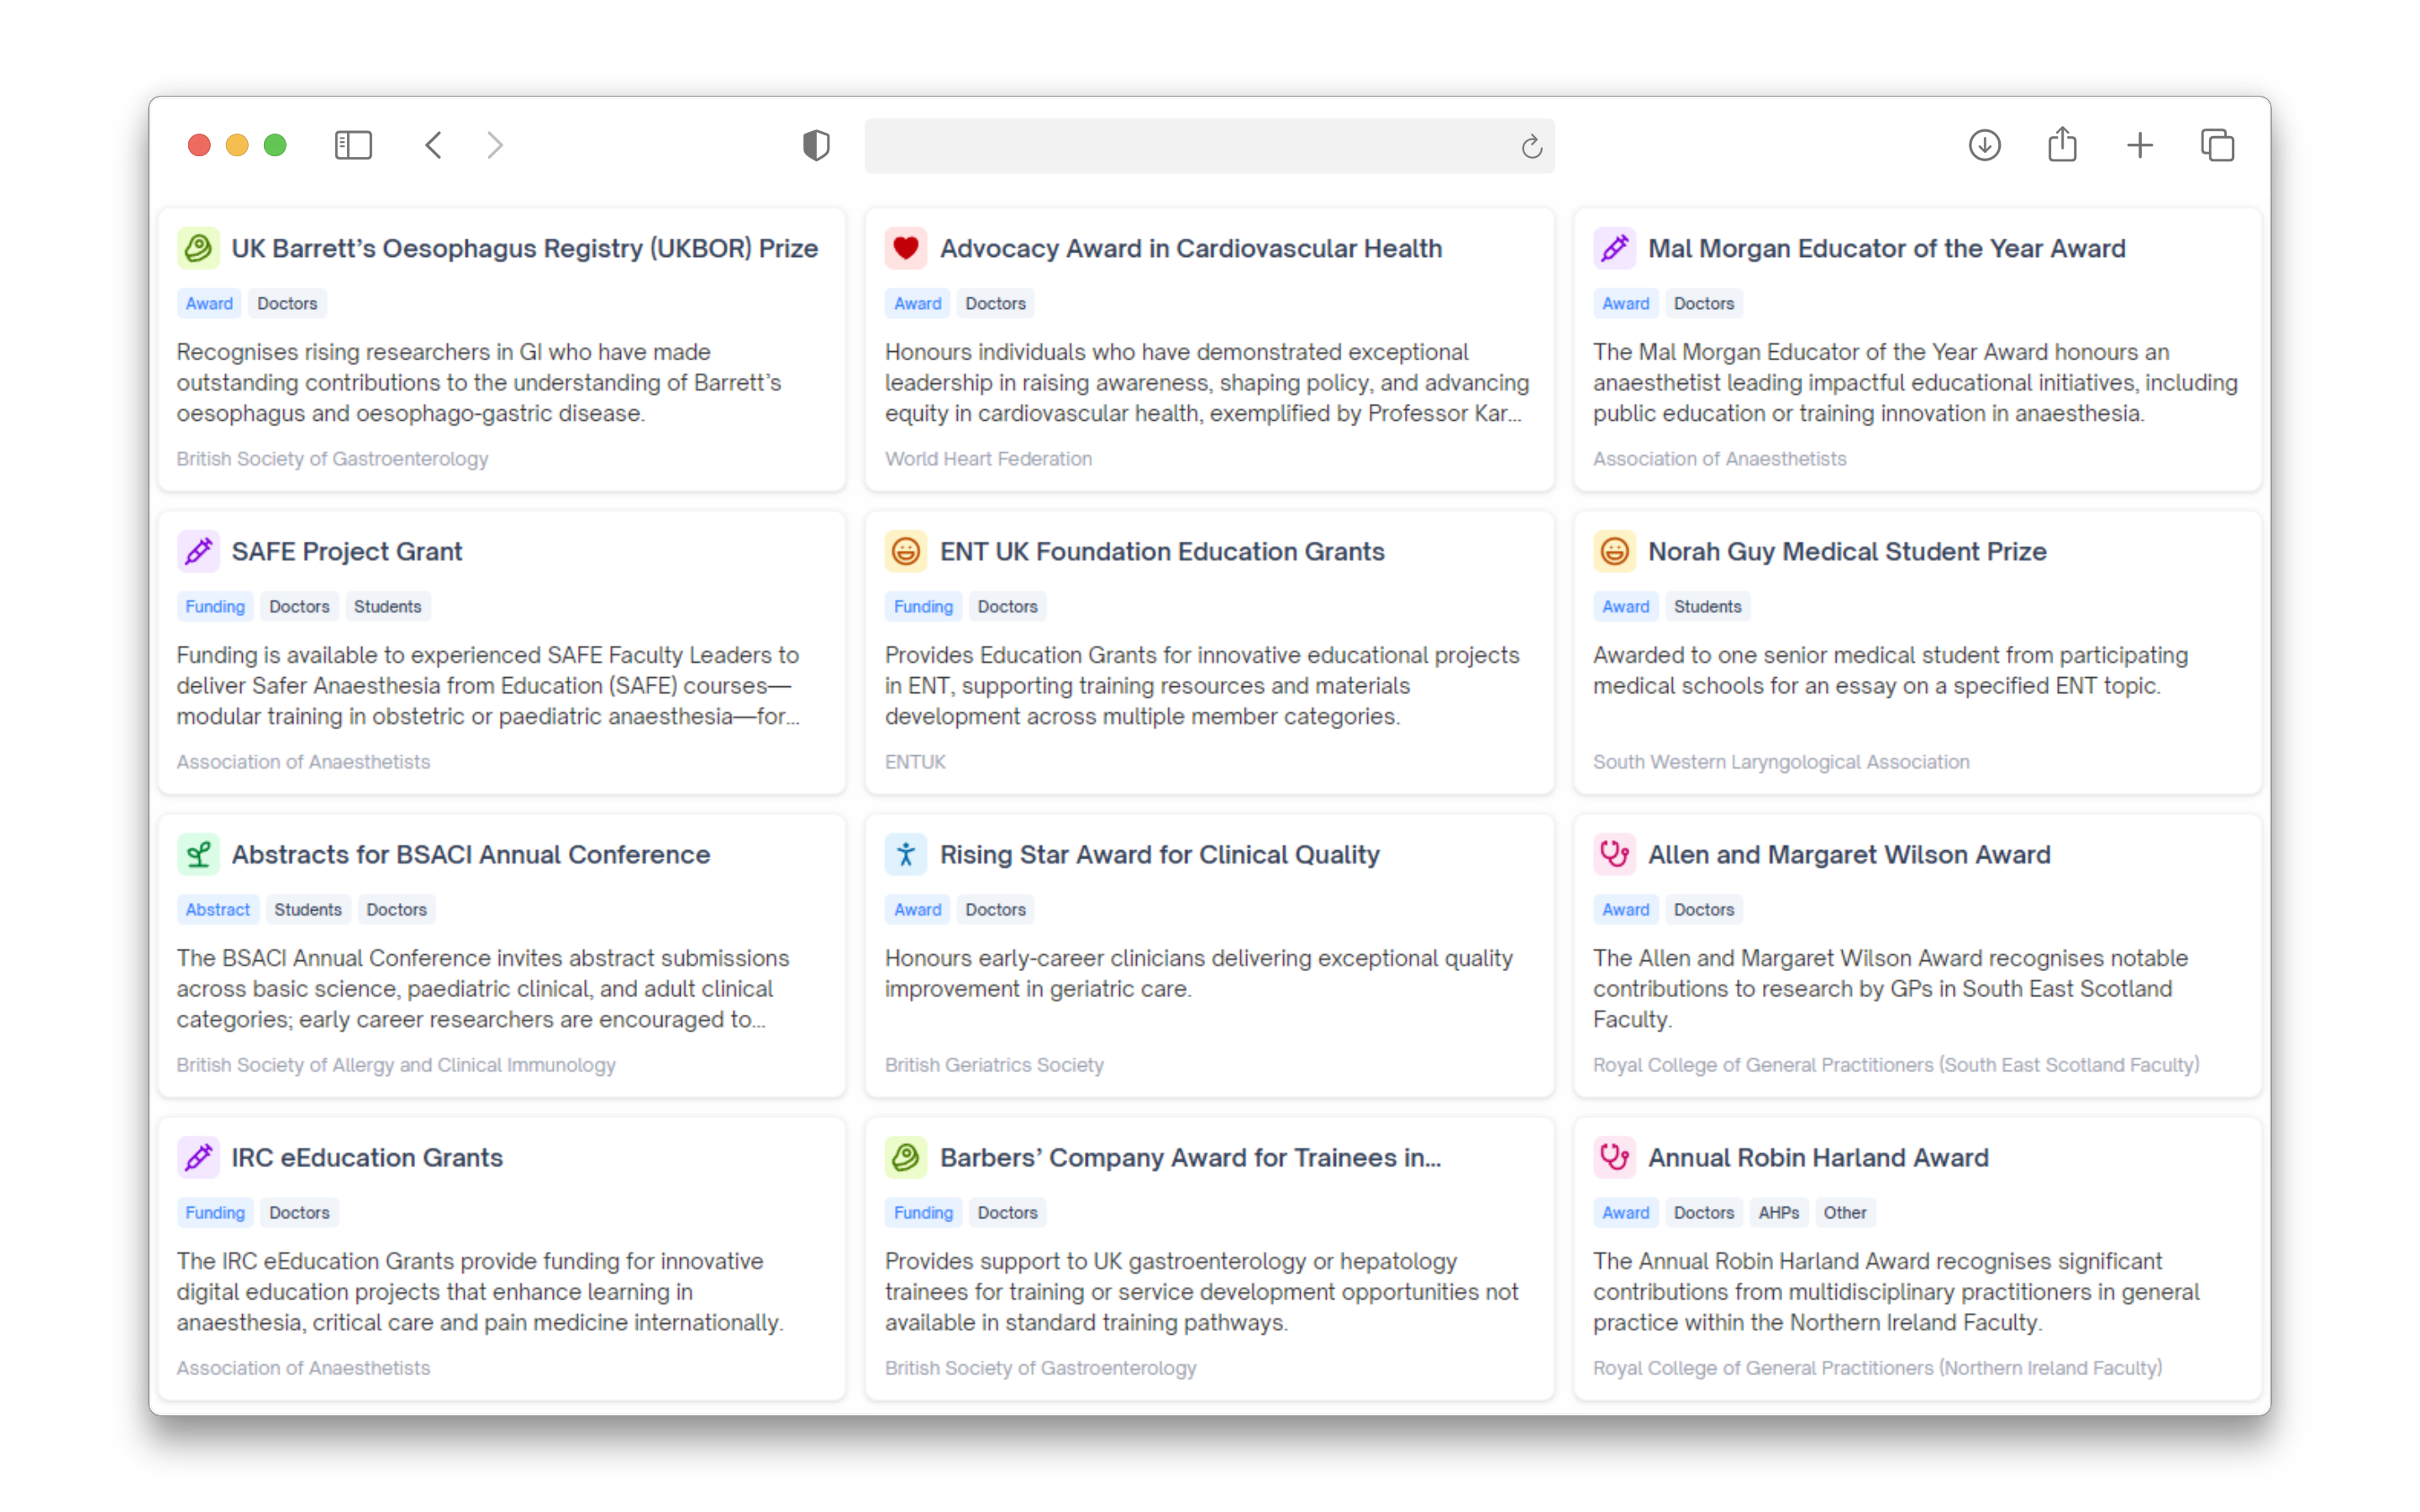 UK Barrett’s Oesophagus Registry (UKBOR) Prize
Award Doctors
Recognises rising researchers in GI who have made
outstanding contributions to the understanding of Barrett’s
oesophagus and oesophago-gastric disease.
British Society of Gastroenterology
Advocacy Award in Cardiovascular Health
Award Doctors
Honours individuals who have demonstrated exceptional
leadership in raising awareness, shaping policy, and advancing
equity in cardiovascular health, exemplified by Professor Kar...
World Heart Federation
Mal Morgan Educator of the Year Award
Award Doctors
The Mal Morgan Educator of the Year Award honours an
anaesthetist leading impactful educational initiatives, including
public education or training innovation in anaesthesia.
Association of Anaesthetists
SAFE Project Grant
Funding Doctors Students
Funding is available to experienced SAFE Faculty Leaders to
deliver Safer Anaesthesia from Education (SAFE) courses—
modular training in obstetric or paediatric anaesthesia—for...
Association of Anaesthetists
ENT UK Foundation Education Grants
Funding Doctors
Provides Education Grants for innovative educational projects
in ENT, supporting training resources and materials
development across multiple member categories.
ENTUK
Norah Guy Medical Student Prize
Award Students
Awarded to one senior medical student from participating
medical schools for an essay on a specified ENT topic.
South Western Laryngological Association
Abstracts for BSACI Annual Conference
Abstract Students Doctors
The BSACI Annual Conference invites abstract submissions
across basic science, paediatric clinical, and adult clinical
categories; early career researchers are encouraged to...
British Society of Allergy and Clinical Immunology
Rising Star Award for Clinical Quality
Award Doctors
Honours early-career clinicians delivering exceptional quality
improvement in geriatric care.
British Geriatrics Society
Allen and Margaret Wilson Award
Award Doctors
The Allen and Margaret Wilson Award recognises notable
contributions to research by GPs in South East Scotland
Faculty.
Royal College of General Practitioners (South East Scotland Faculty)
IRC eEducation Grants
Funding Doctors
The IRC eEducation Grants provide funding for innovative
digital education projects that enhance learning in
anaesthesia, critical care and pain medicine internationally.
Association of Anaesthetists
Barbers’ Company Award for Trainees in...
Funding Doctors
Provides support to UK gastroenterology or hepatology
trainees for training or service development opportunities not
available in standard training pathways.
British Society of Gastroenterology
Annual Robin Harland Award
Award Doctors AHPs Other
The Annual Robin Harland Award recognises significant
contributions from multidisciplinary practitioners in general
practice within the Northern Ireland Faculty.
Royal College of General Practitioners (Northern Ireland Faculty)